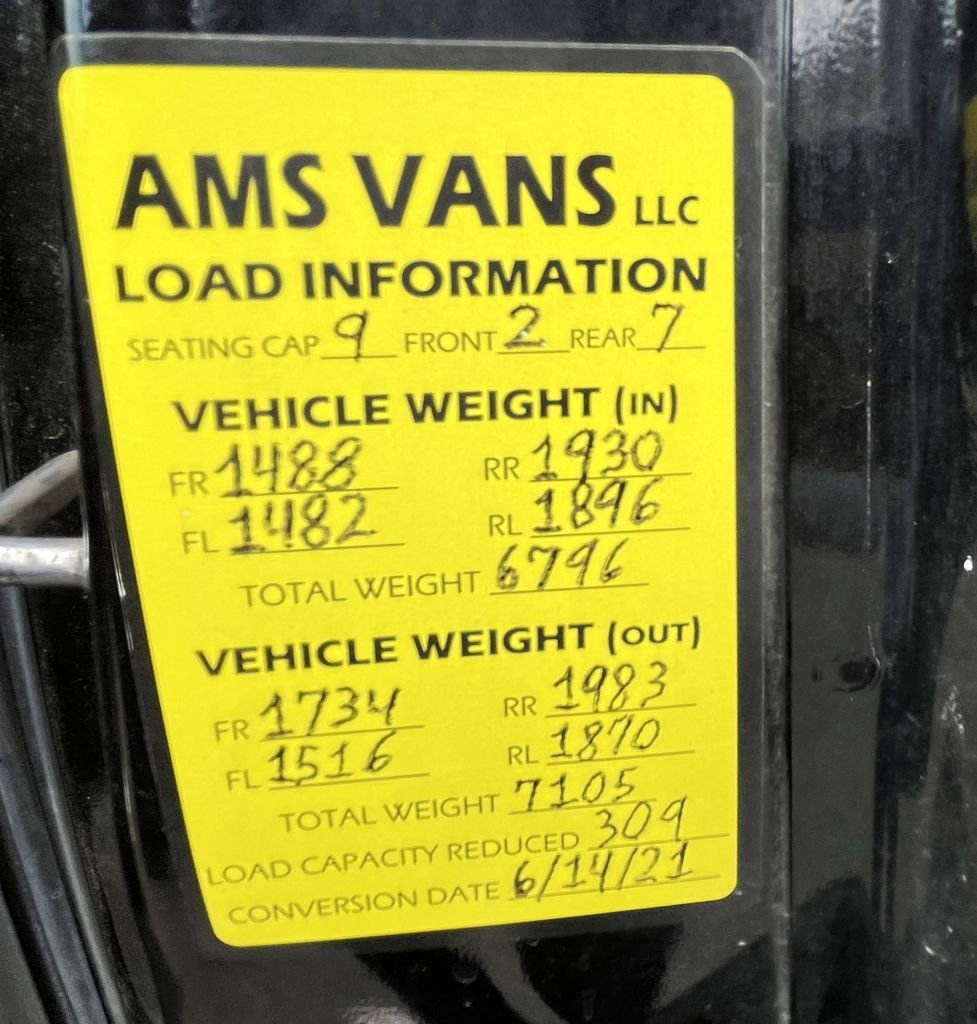 AMS VANS LLC
LOAD INFORMATION
SEATING CAP 9 FRONT 2 REAR 7
VEHICLE WEIGHT (IN)
FR 1488 RR 1930
FL 1482 RL 1896
TOTAL WEIGHT 6796
VEHICLE WEIGHT (OUT)
FR 1734 RR 1983
FL 1516 RL 1870
TOTAL WEIGHT 7105
LOAD CAPACITY REDUCED 309
CONVERSION DATE 6/14/21